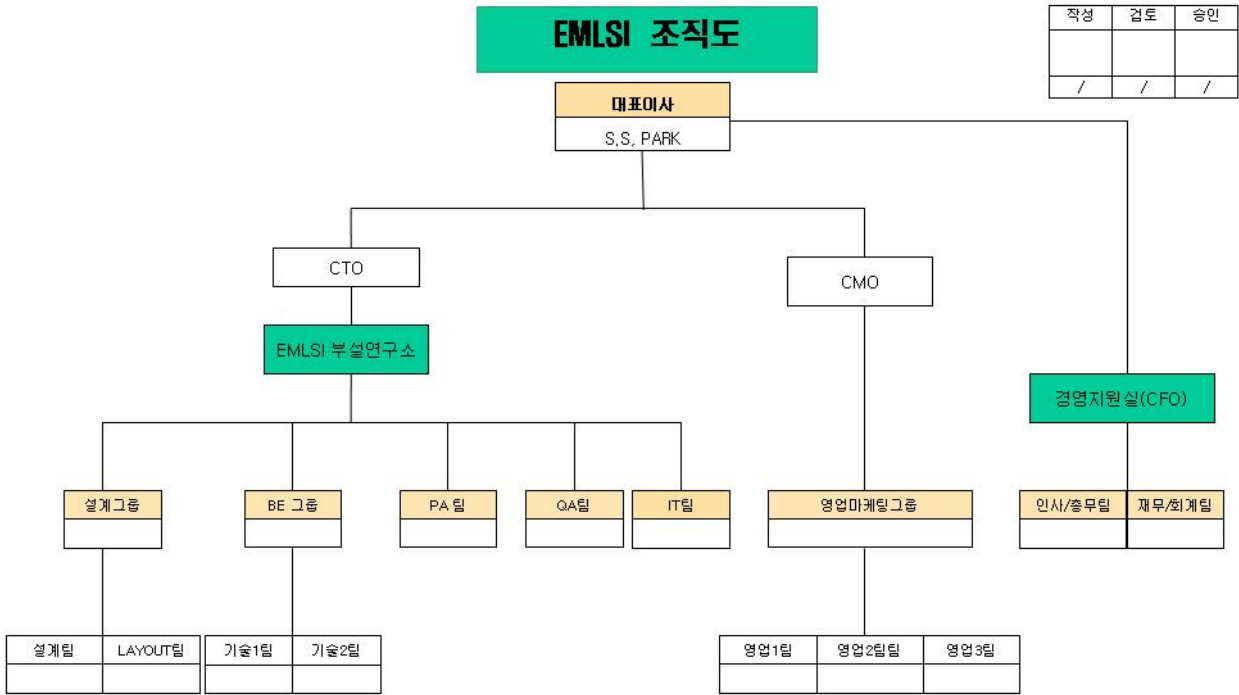 EMLSI 조직도
작성 검토 승인
/ / /
대표이사
S,S, PARK
CTO
CMO
EMLSI 부설연구소
경영지원실(CFO)
설계그룹 BE 그룹 PA 팀 QA팀 IT팀 영업마케팅그룹 인사/총무팀 재무/회계팀
설계팀 LAYOUT팀 기술1팀 기술2팀 영업1팀 영업2팀팀 영업3팀